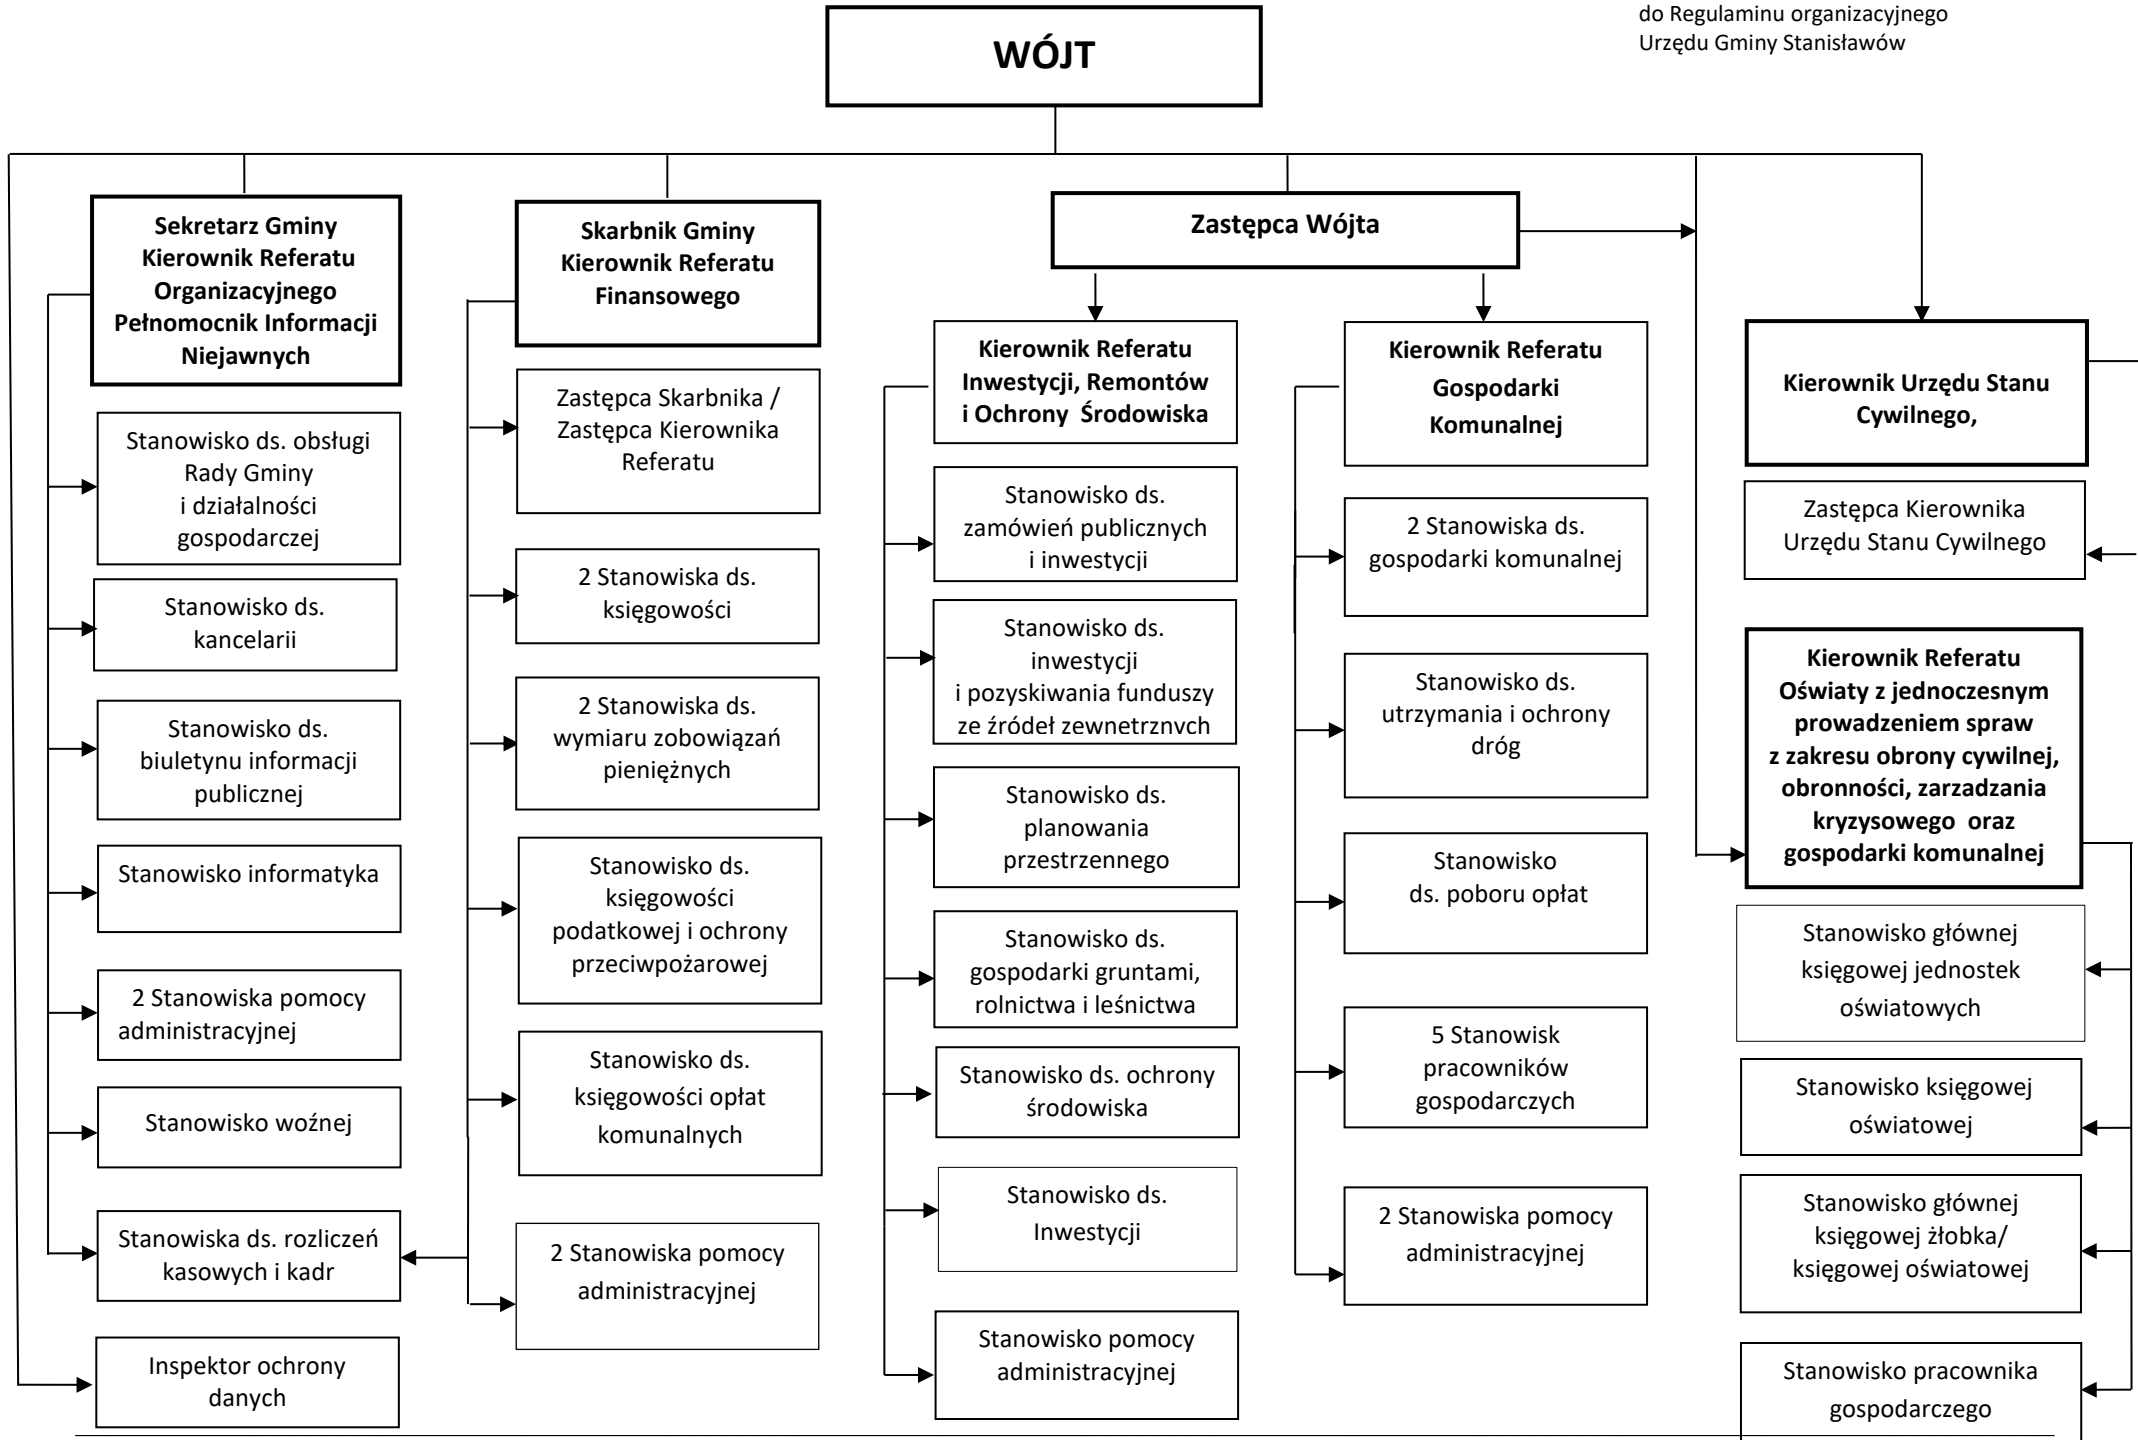 do Regulaminu organizacyjnego
Urzędu Gminy Stanisławów
WÓJT
Sekretarz Gminy
Kierownik Referatu
Organizacyjnego
Pełnomocnik Informacji
Niejawnych
Stanowisko ds. obsługi
Rady Gminy
i działalności
gospodarczej
Stanowisko ds.
kancelarii
Stanowisko ds.
biuletynu informacji
publicznej
Stanowisko informatyka
2 Stanowiska pomocy
administracyjnej
Stanowisko woźnej
Stanowiska ds. rozliczeń
kasowych i kadr
Inspektor ochrony
danych
Skarbnik Gminy
Kierownik Referatu
Finansowego
Zastępca Skarbnika /
Zastępca Kierownika
Referatu
2 Stanowiska ds.
księgowości
2 Stanowiska ds.
wymiaru zobowiązań
pieniężnych
Stanowisko ds.
księgowości
podatkowej i ochrony
przeciwpożarowej
Stanowisko ds.
księgowości opłat
komunalnych
2 Stanowiska pomocy
administracyjnej
Zastępca Wójta
Kierownik Referatu
Inwestycji, Remontów
i Ochrony Środowiska
Stanowisko ds.
zamówień publicznych
i inwestycji
Stanowisko ds.
inwestycji
i pozyskiwania funduszy
ze źródeł zewnętrznych
Stanowisko ds.
planowania
przestrzennego
Stanowisko ds.
gospodarki gruntami,
rolnictwa i leśnictwa
Stanowisko ds. ochrony
środowiska
Stanowisko ds.
Inwestycji
Stanowisko pomocy
administracyjnej
Kierownik Referatu
Gospodarki
Komunalnej
2 Stanowiska ds.
gospodarki komunalnej
Stanowisko ds.
utrzymania i ochrony
dróg
Stanowisko
ds. poboru opłat
5 Stanowisk
pracowników
gospodarczych
2 Stanowiska pomocy
administracyjnej
Kierownik Urzędu Stanu
Cywilnego,
Zastępca Kierownika
Urzędu Stanu Cywilnego
Kierownik Referatu
Oświaty z jednoczesnym
prowadzeniem spraw
z zakresu obrony cywilnej,
obronności, zarzadzania
kryzysowego oraz
gospodarki komunalnej
Stanowisko głównej
księgowej jednostek
oświatowych
Stanowisko księgowej
oświatowej
Stanowisko głównej
księgowej żłobka/
księgowej oświatowej
Stanowisko pracownika
gospodarczego